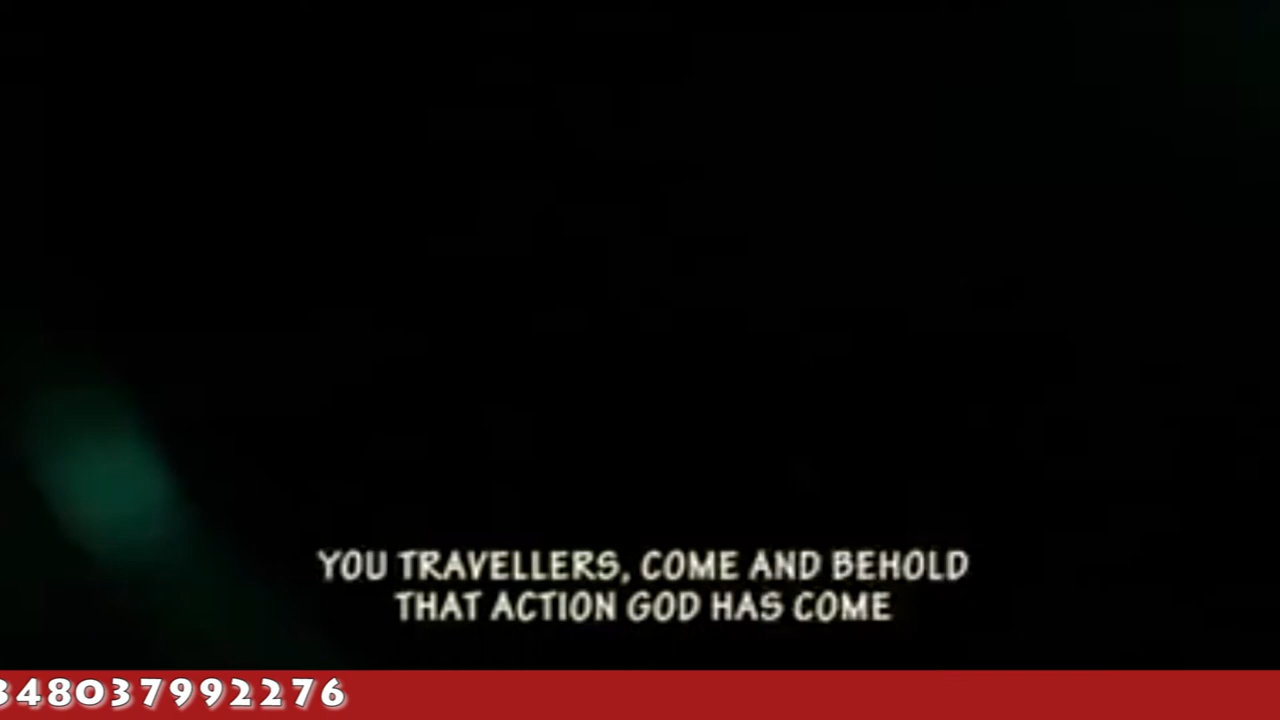 YOU TRAVELLERS, COME AND BEHOLD
THAT ACTION GOD HAS COME
348037992276